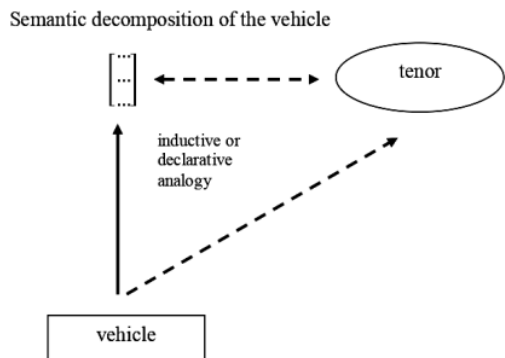 Semantic decomposition of the vehicle
...
...
...
tenor
inductive or
declarative
analogy
vehicle